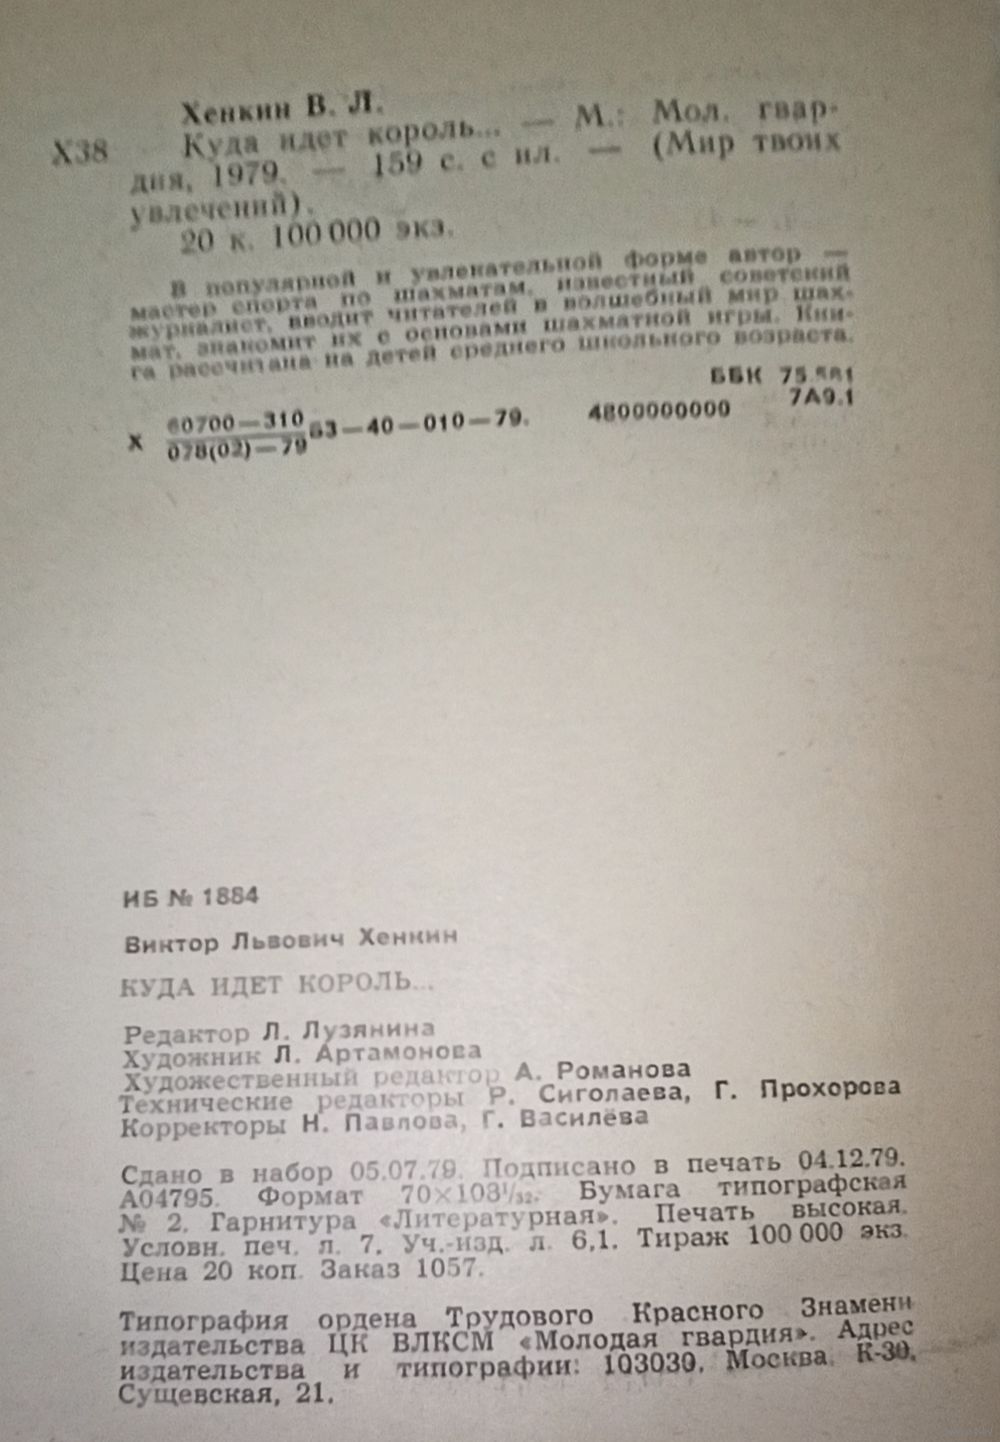 Хенкин В. Л.
Х38 Куда идет король... — М.: Мол. гвар-
дия, 1979. — 159 с. с ил. — (Мир твоих
увлечений).
20 к. 100 000 экз.
В популярной и увлекательной форме автор —
мастер спорта по шахматам, известный советский
журналист, вводит читателей в волшебный мир шах-
мат, знакомит их с основами шахматной игры. Кни-
га рассчитана на детей среднего школьного возраста.
ББК 75.581
7А9.1
Х 60700—310 63—40—010—79. 4800000000
078(02)—79
ИБ № 1884
Виктор Львович Хенкин
КУДА ИДЕТ КОРОЛЬ...
Редактор Л. Лузянина
Художник Л. Артамонова
Художественный редактор А. Романова
Технические редакторы Р. Сиголаева, Г. Прохорова
Корректоры Н. Павлова, Г. Василёва
Сдано в набор 05.07.79. Подписано в печать 04.12.79.
А04795. Формат 70×108¹/₃₂. Бумага типографская
№ 2. Гарнитура «Литературная». Печать высокая.
Условн. печ. л. 7. Уч.-изд. л. 6,1. Тираж 100 000 экз.
Цена 20 коп. Заказ 1057.
Типография ордена Трудового Красного Знамени
издательства ЦК ВЛКСМ «Молодая гвардия». Адрес
издательства и типографии: 103030, Москва, К-30,
Сущевская, 21.